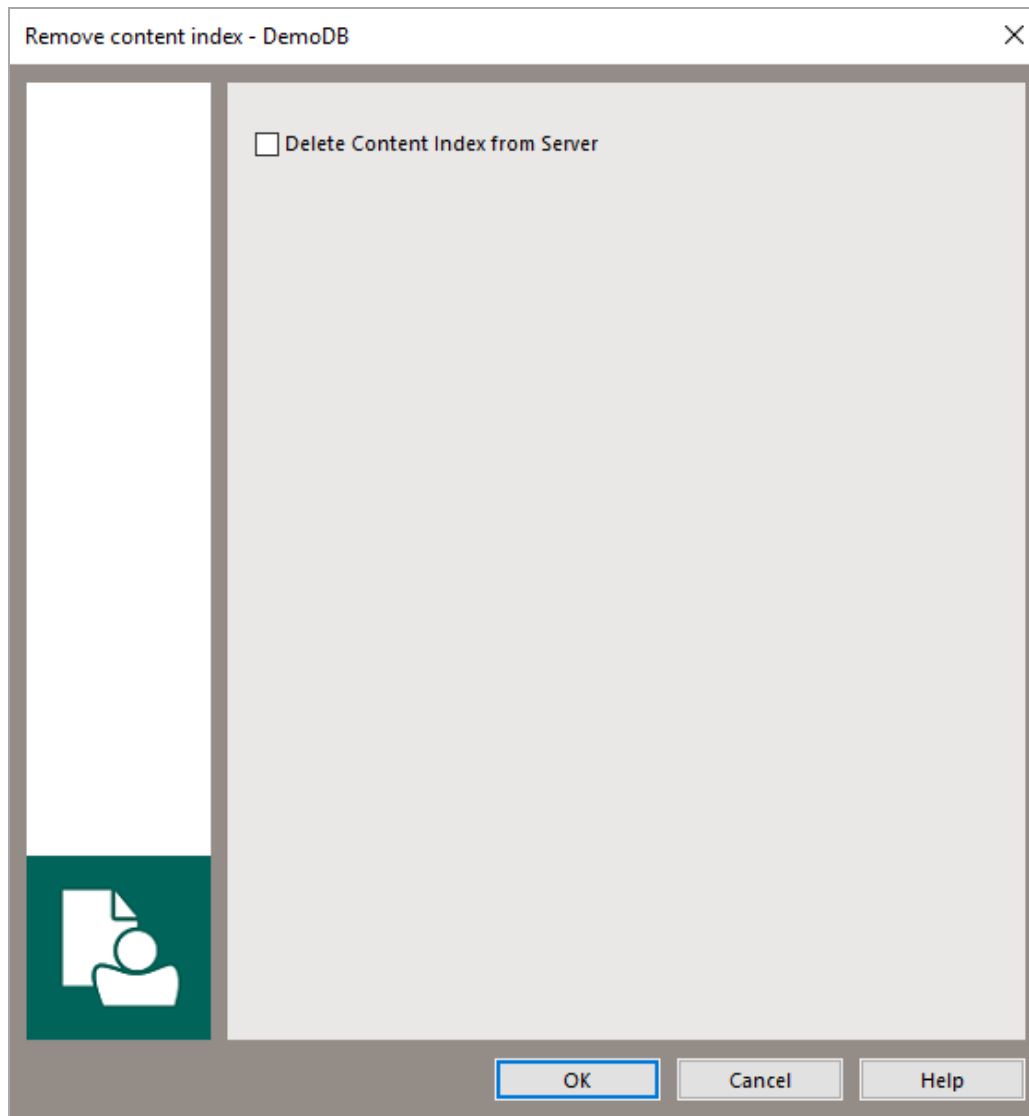 Remove content index - DemoDB
Delete Content Index from Server
OK Cancel Help